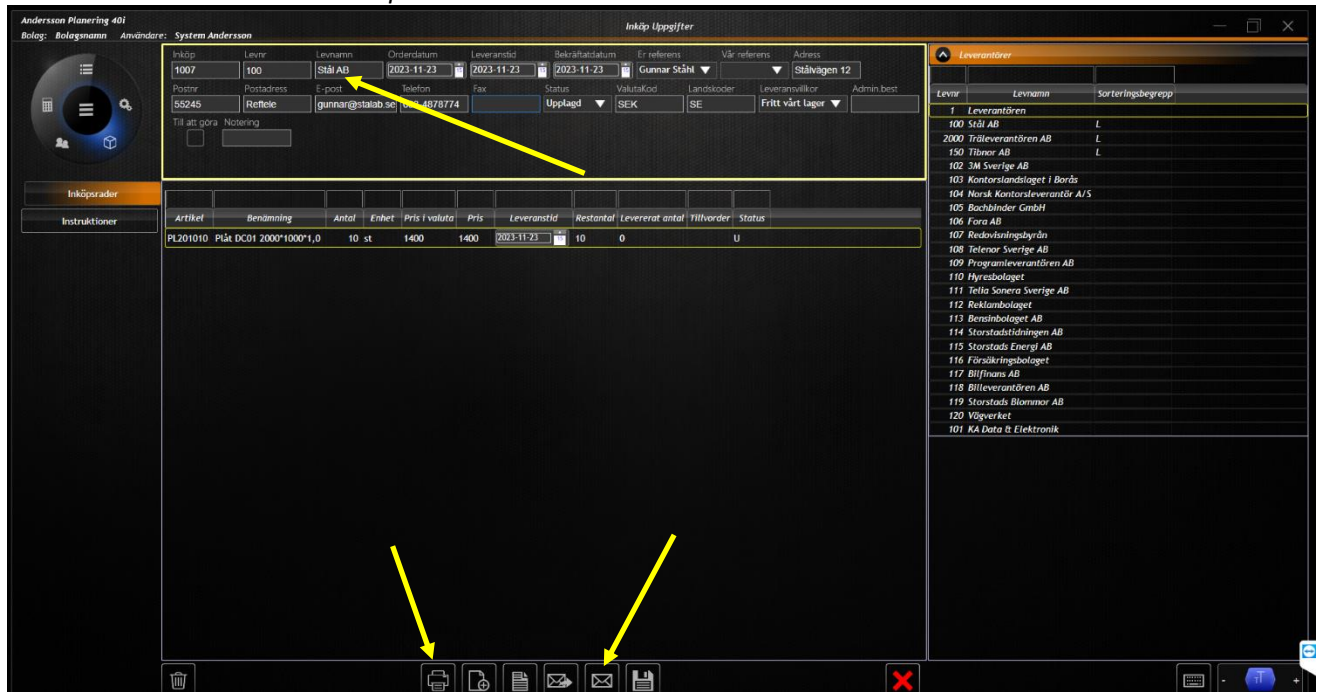 Andersson Planering 40i
Inköp Uppgifter
Bolag: Bolagsnamn Användare: System Andersson
Inköp Levnr Levnamn Orderdatum Leveranstid Bekräftatdatum Er referens Vår referens Adress
1007 100 Stål AB 2023-11-23 2023-11-23 2023-11-23 Gunnar Ståhl Stålvägen 12
Postnr Postadress E-post Telefon Fax Status ValutaKod Landskoder Leveransvillkor Admin.best
55245 Reftele gunnar@stalab.se 4878774 Upplagd SEK SE Fritt vårt lager
Till att göra Notering
Inköpsrader
Instruktioner
Artikel Benämning Antal Enhet Pris i valuta Pris Leveranstid Restantal Levererat antal Tillvorder Status
PL201010 Plåt DC01 2000*1000*1,0 10 st 1400 1400 2023-11-23 10 0 U
Leverantörer
Levnr Levnamn Sorteringsbegrepp
1 Leverantören
100 Stål AB L
2000 Träleverantören AB L
150 Tibnor AB L
102 3M Sverige AB
103 Kontorslandslaget i Borås
104 Norsk Kontorsleverantör A/S
105 Bachbinder GmbH
106 Fora AB
107 Redovisningsbyrån
108 Telenor Sverige AB
109 Programleverantören AB
110 Hyresbolaget
111 Telia Sonera Sverige AB
112 Reklambolaget
113 Bensinbolaget AB
114 Storstadstidningen AB
115 Storstads Energi AB
116 Försäkringsbolaget
117 Bilfinans AB
118 Billeverantören AB
119 Storstads Blommor AB
120 Vägverket
101 KA Data & Elektronik
- +